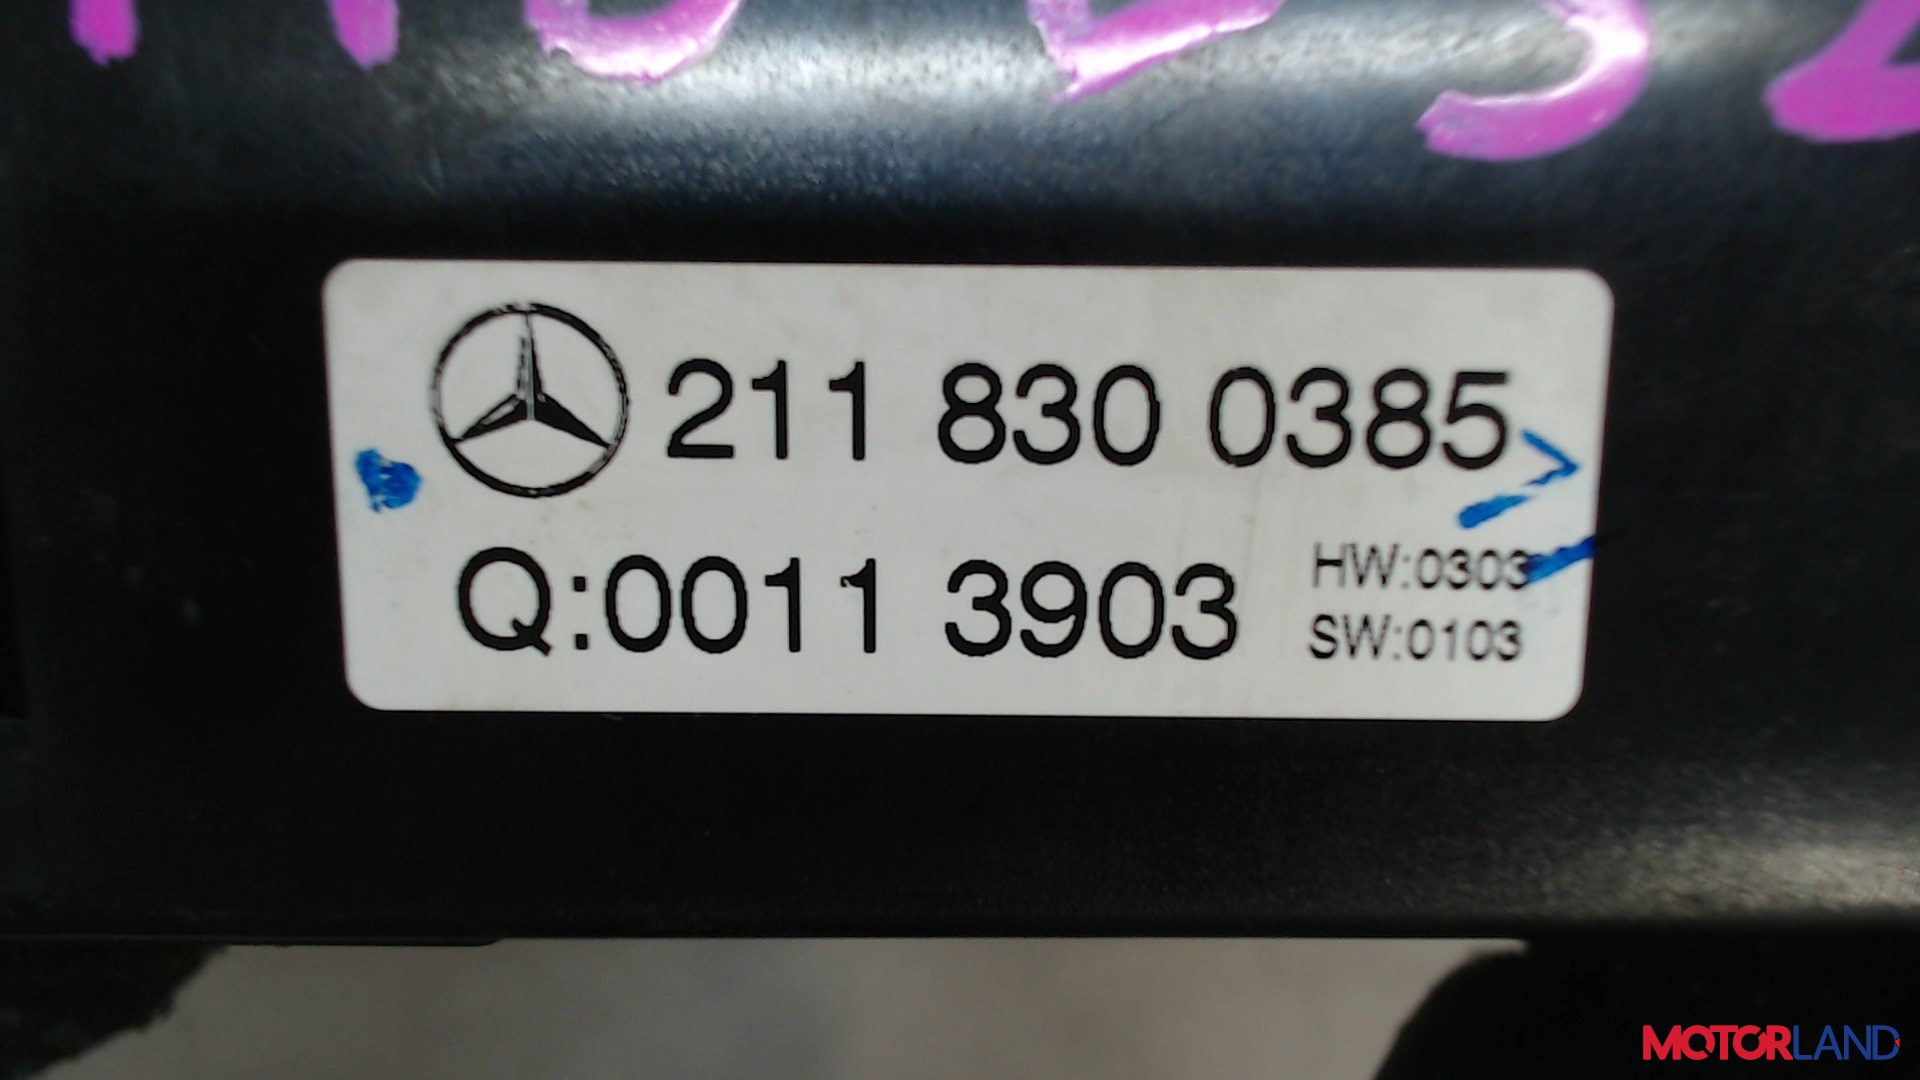 211 830 0385
Q:0011 3903
HW:0303
SW:0103
MOTORLAND